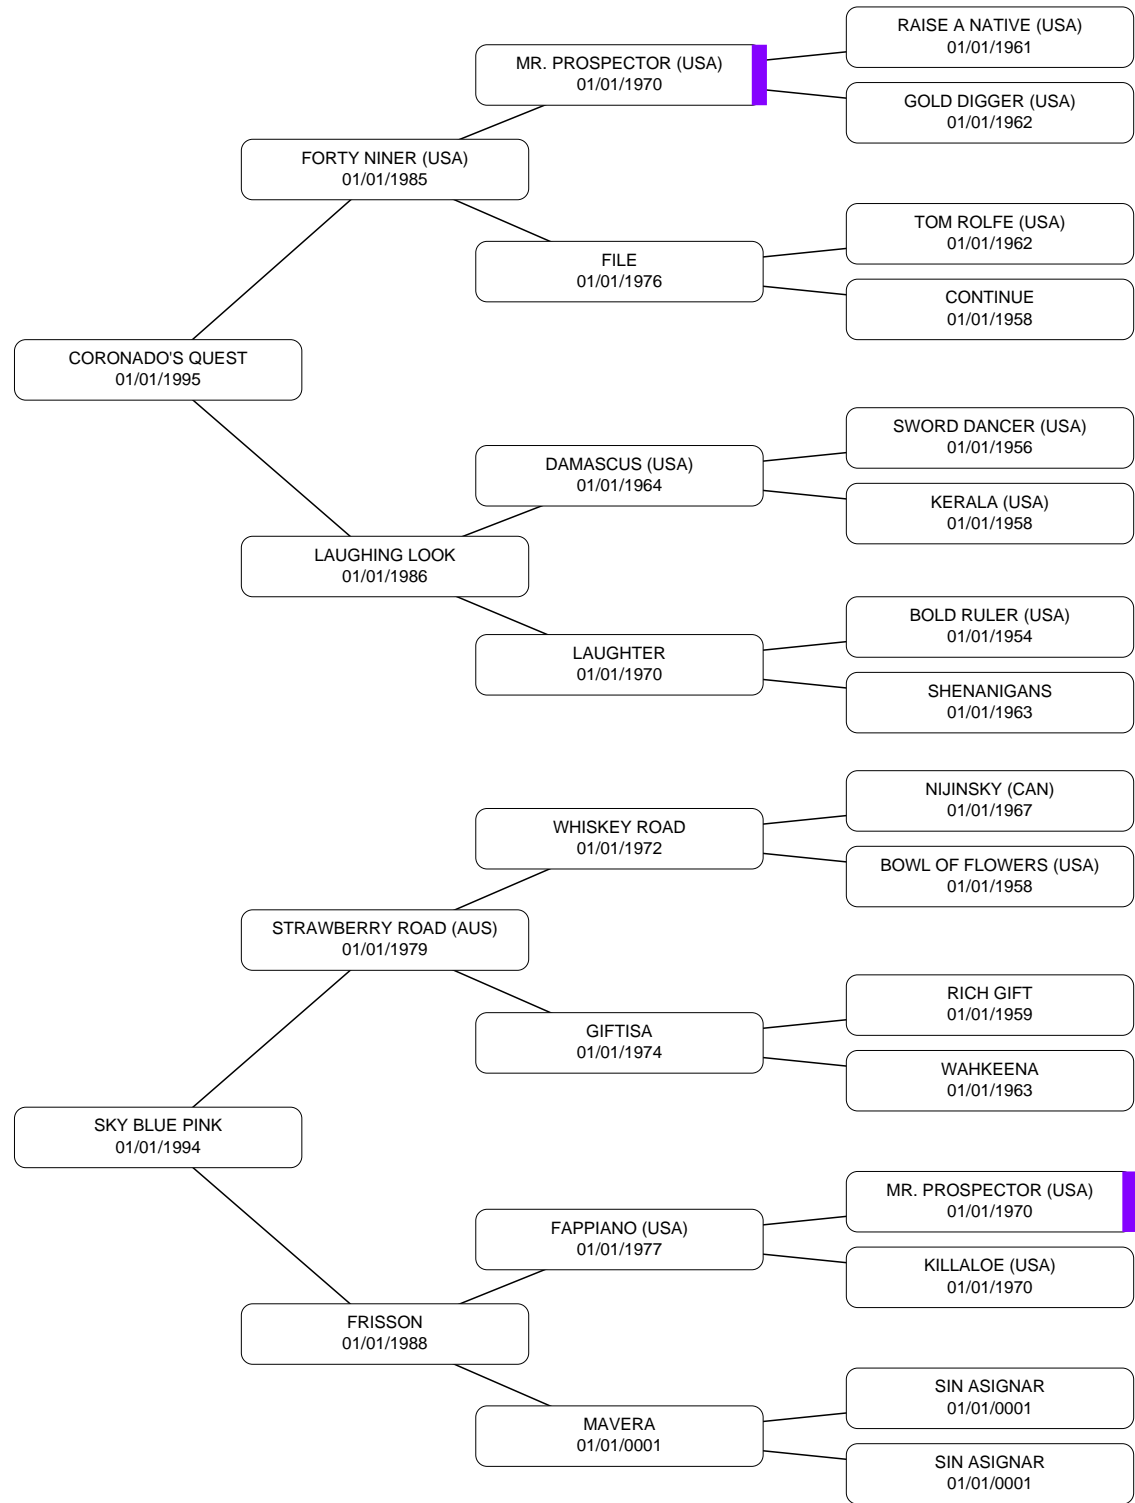 RAISE A NATIVE (USA)
01/01/1961
MR. PROSPECTOR (USA)
01/01/1970
GOLD DIGGER (USA)
01/01/1962
FORTY NINER (USA)
01/01/1985
TOM ROLFE (USA)
01/01/1962
FILE
01/01/1976
CONTINUE
01/01/1958
CORONADO'S QUEST
01/01/1995
SWORD DANCER (USA)
01/01/1956
DAMASCUS (USA)
01/01/1964
KERALA (USA)
01/01/1958
LAUGHING LOOK
01/01/1986
BOLD RULER (USA)
01/01/1954
LAUGHTER
01/01/1970
SHENANIGANS
01/01/1963
NIJINSKY (CAN)
01/01/1967
WHISKEY ROAD
01/01/1972
BOWL OF FLOWERS (USA)
01/01/1958
STRAWBERRY ROAD (AUS)
01/01/1979
RICH GIFT
01/01/1959
GIFTISA
01/01/1974
WAHKEENA
01/01/1963
SKY BLUE PINK
01/01/1994
MR. PROSPECTOR (USA)
01/01/1970
FAPPIANO (USA)
01/01/1977
KILLALOE (USA)
01/01/1970
FRISSON
01/01/1988
SIN ASIGNAR
01/01/0001
MAVERA
01/01/0001
SIN ASIGNAR
01/01/0001